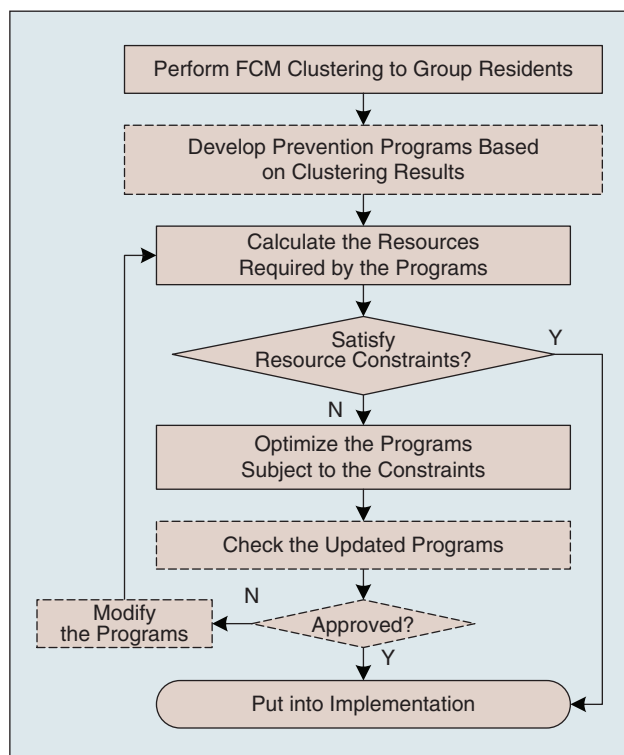 Perform FCM Clustering to Group Residents
Develop Prevention Programs Based
on Clustering Results
Calculate the Resources
Required by the Programs
Satisfy
Resource Constraints?
Y
N
Optimize the Programs
Subject to the Constraints
Check the Updated Programs
Modify
the Programs
N
Approved?
Y
Put into Implementation